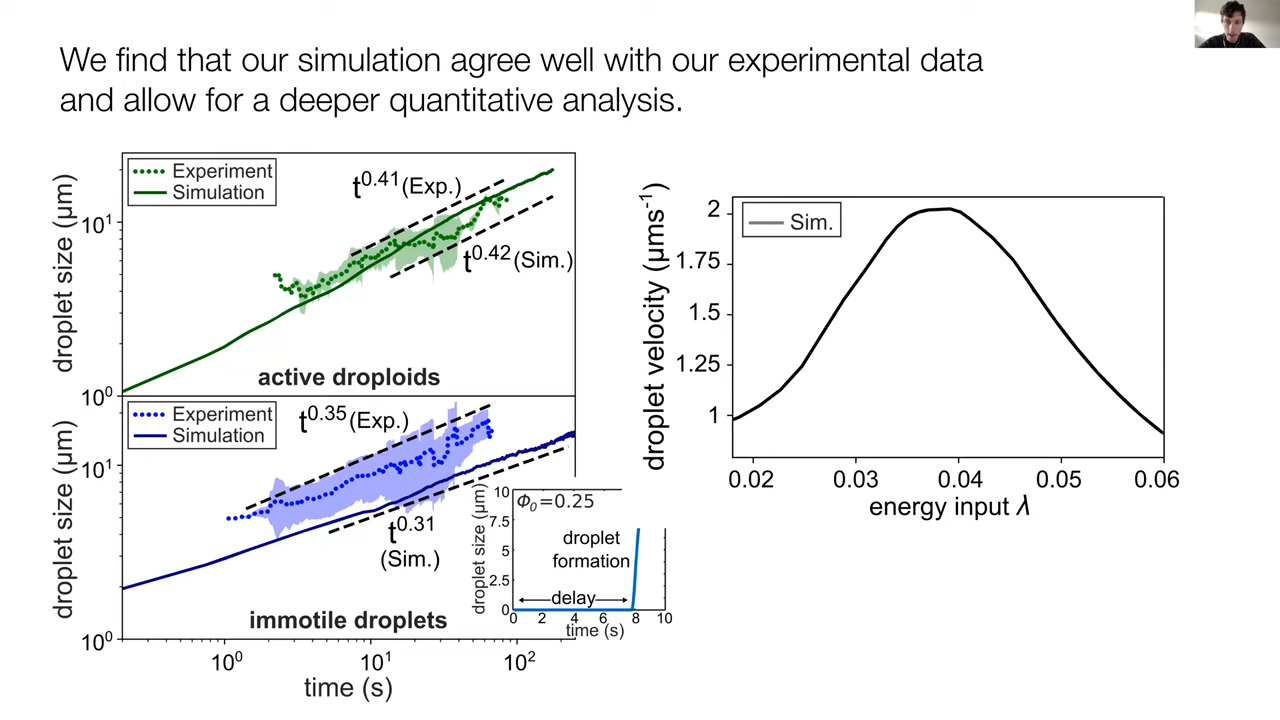 We find that our simulation agree well with our experimental data
and allow for a deeper quantitative analysis.
droplet size (μm)
10¹
10⁰
Experiment
Simulation
t^0.41 (Exp.)
t^0.42 (Sim.)
active droploids
droplet size (μm)
10¹
10⁰
Experiment
Simulation
t^0.35 (Exp.)
t^0.31
(Sim.)
immotile droplets
10⁰ 10¹ 10² 
time (s)
droplet size (μm)
10
7.5
5
2.5
0
Φ₀=0.25
droplet
formation
delay
0 2 4 6 8 10
time (s)
droplet velocity (μms⁻¹)
2
1.75
1.5
1.25
1
Sim.
0.02 0.03 0.04 0.05 0.06
energy input λ